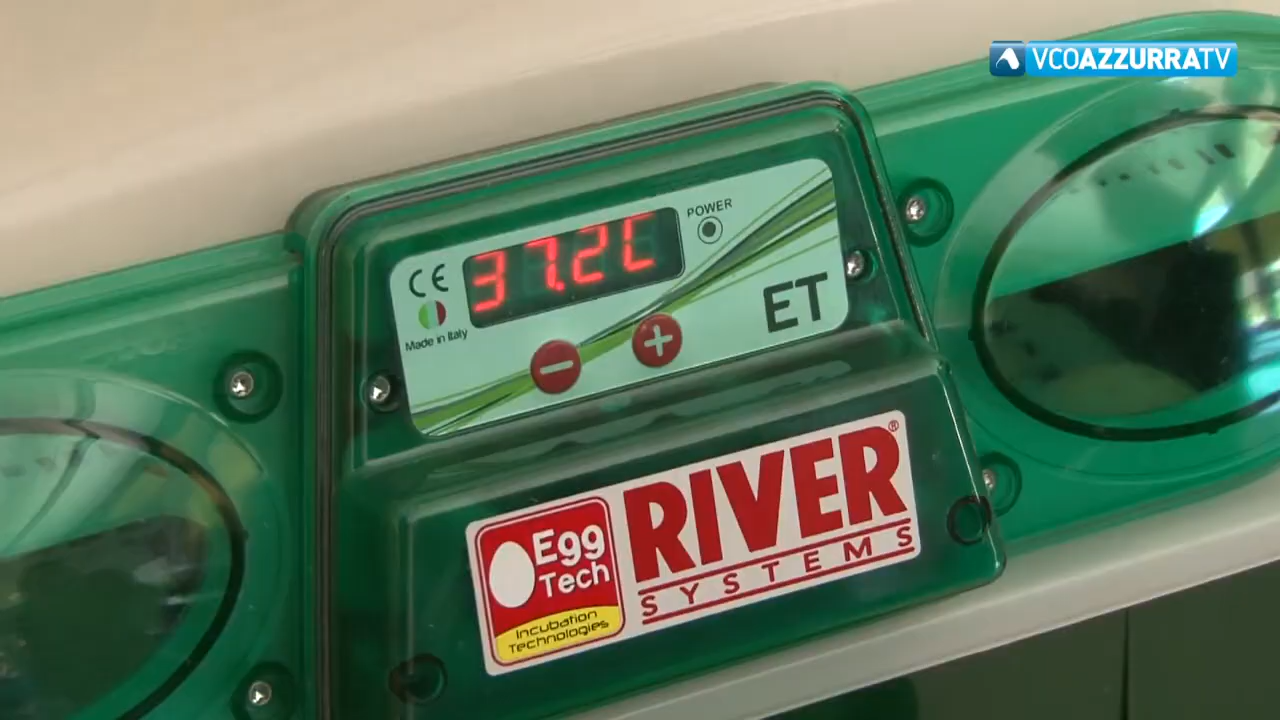 VCOAZZURRATV
CE
37.2C
POWER
Made in Italy
−
+
ET
Egg
Tech
Incubation
Technologies
RIVER®
SYSTEMS